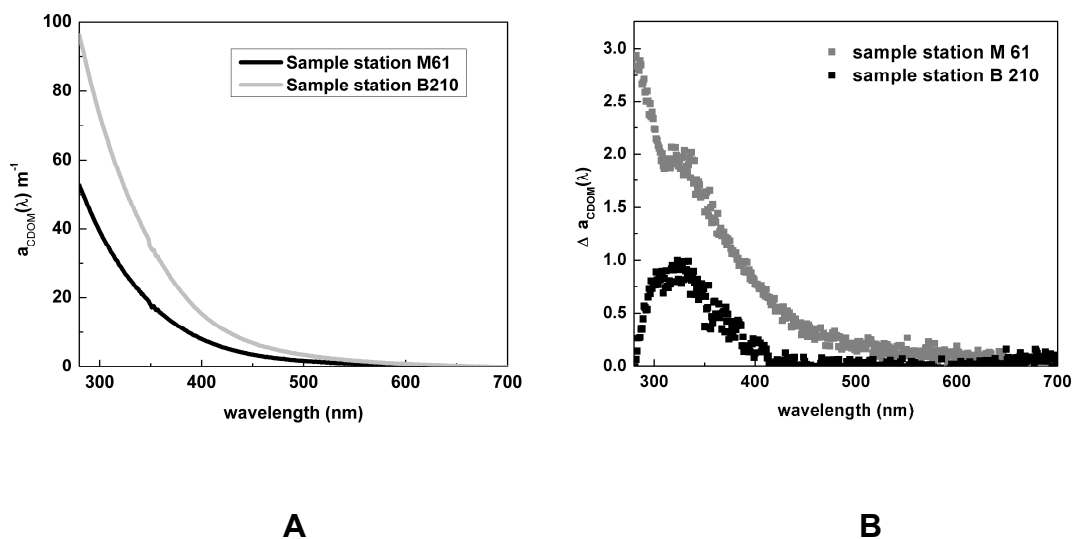 100
80
60
40
20
0
a_CDOM(λ) m⁻¹
Sample station M61
Sample station B210
300 400 500 600 700
wavelength (nm)
A
3.0
2.5
2.0
1.5
1.0
0.5
0.0
Δ a_CDOM(λ)
sample station M 61
sample station B 210
300 400 500 600 700
wavelength (nm)
B